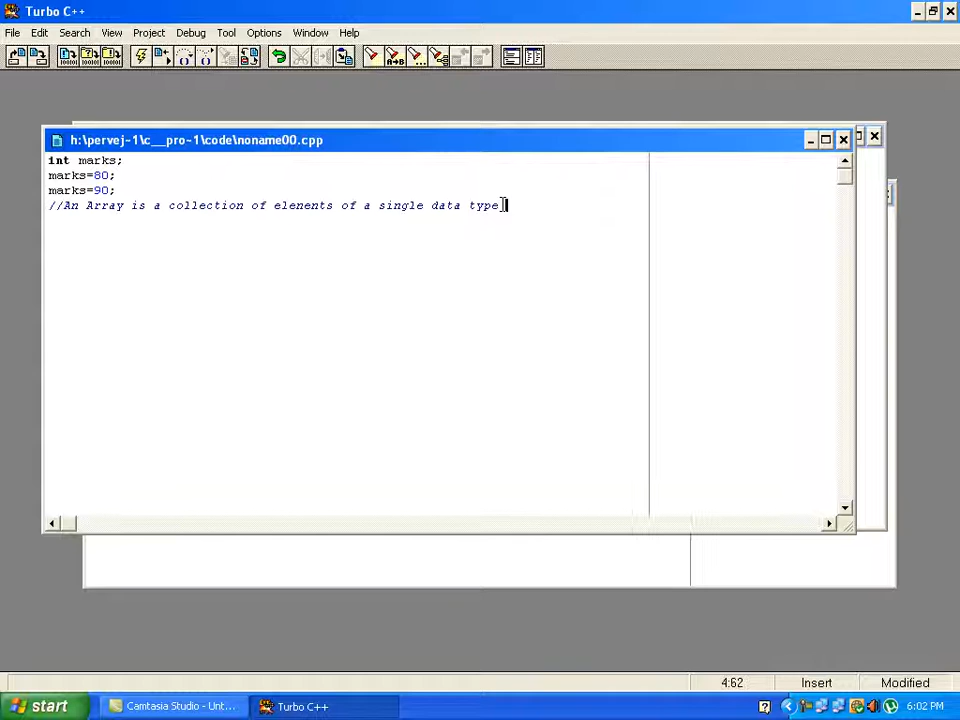 Turbo C++
File Edit Search View Project Debug Tool Options Window Help
h:\pervej~1\c__pro~1\code\noname00.cpp
int marks;
marks=80;
marks=90;
//An Array is a collection of elements of a single data type
4:62 Insert Modified
start Camtasia Studio - Unt... Turbo C++ 6:02 PM